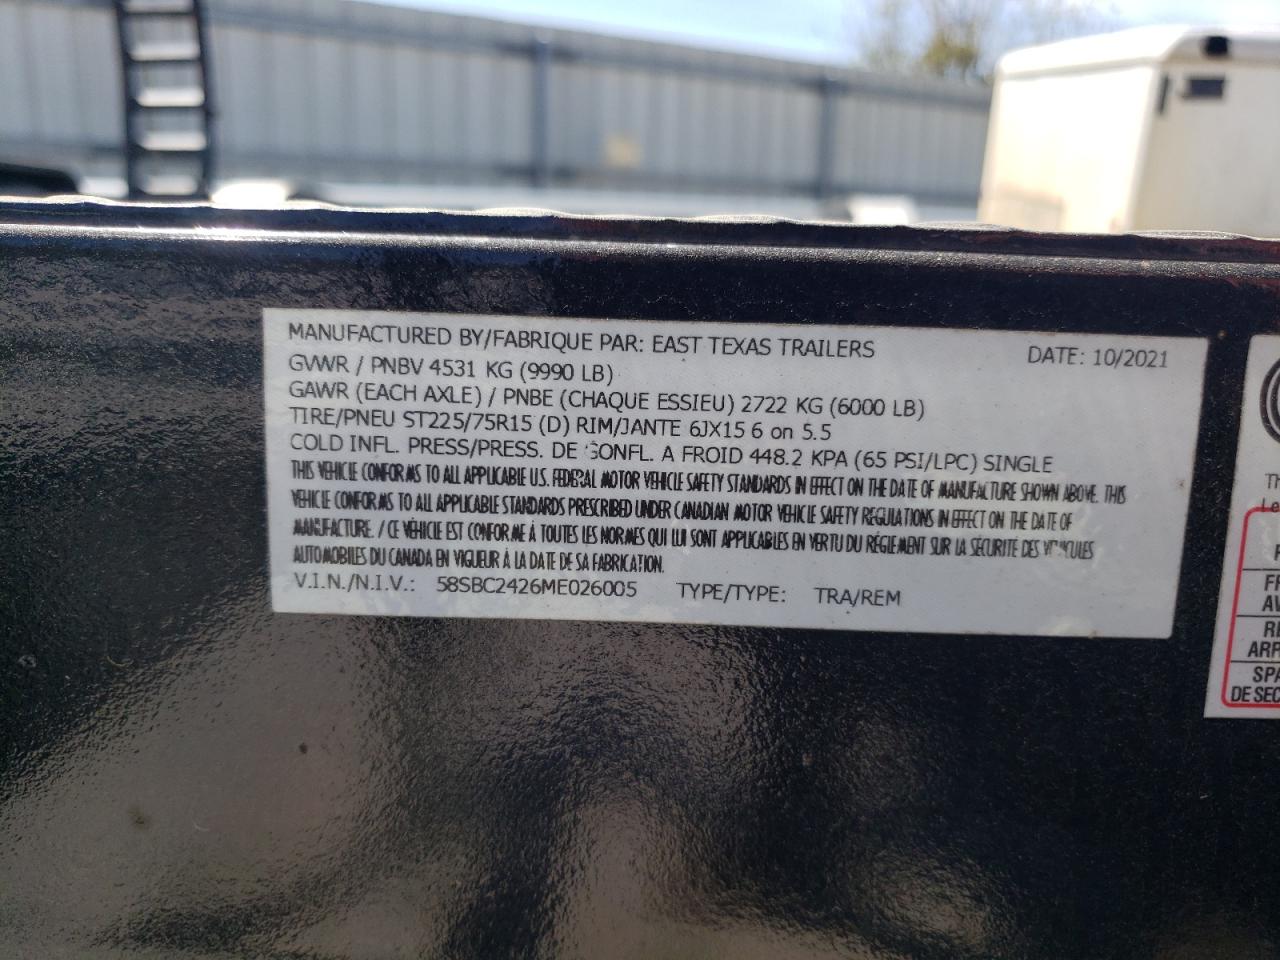 MANUFACTURED BY/FABRIQUE PAR: EAST TEXAS TRAILERS DATE: 10/2021
GVWR / PNBV 4531 KG (9990 LB)
GAWR (EACH AXLE) / PNBE (CHAQUE ESSIEU) 2722 KG (6000 LB)
TIRE/PNEU ST225/75R15 (D) RIM/JANTE 6JX15 6 on 5.5
COLD INFL. PRESS/PRESS. DE GONFL. A FROID 448.2 KPA (65 PSI/LPC) SINGLE
THIS VEHICLE CONFORMS TO ALL APPLICABLE U.S. FEDERAL MOTOR VEHICLE SAFETY STANDARDS IN EFFECT ON THE DATE OF MANUFACTURE SHOWN ABOVE. THIS
VEHICLE CONFORMS TO ALL APPLICABLE STANDARDS PRESCRIBED UNDER CANADIAN MOTOR VEHICLE SAFETY REGULATIONS IN EFFECT ON THE DATE OF
MANUFACTURE. / CE VÉHICLE EST CONFORME À TOUTES LES NORMES QUI LUI SONT APPLICABLES EN VERTU DU RÉGLEMENT SUR LA SÉCURITÉ DES VÉHICULES
AUTOMOBILES DU CANADA EN VIGUEUR À LA DATE DE SA FABRICATION.
V.I.N./N.I.V.: 58SBC2426ME026005 TYPE/TYPE: TRA/REM
DE SEC